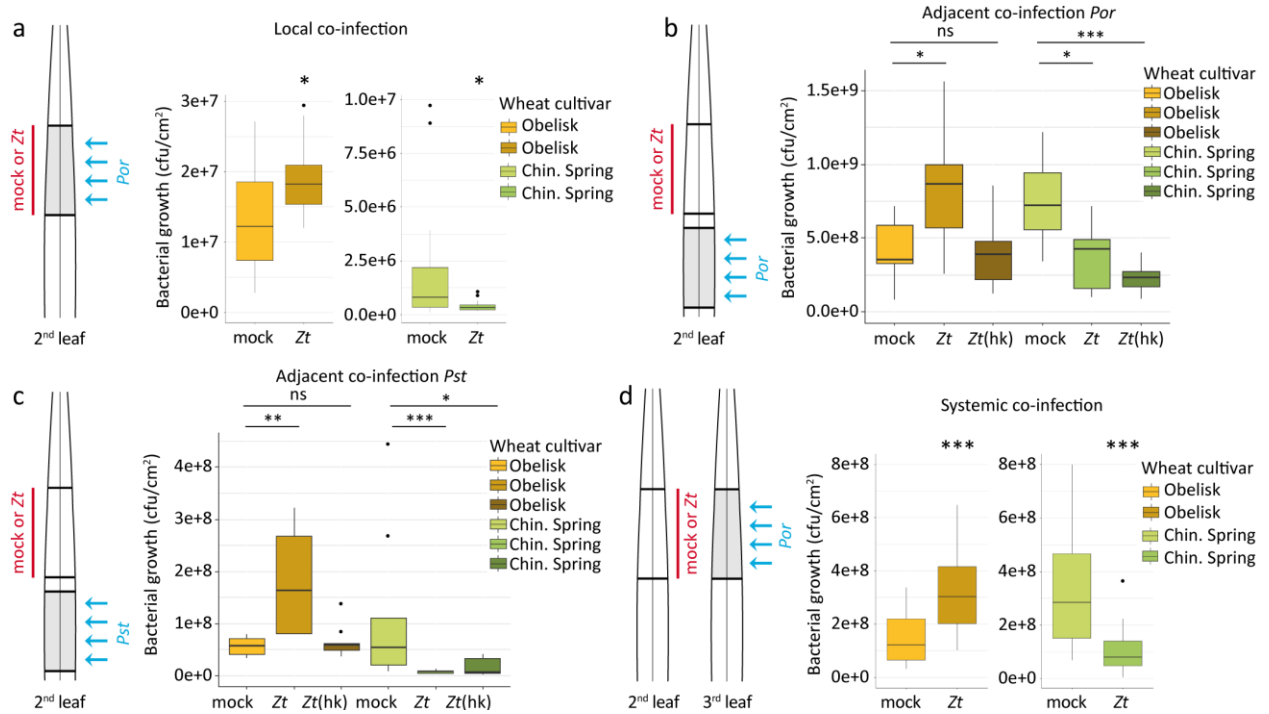 a
Local co-infection
mock or Zt
Por
2nd leaf
Bacterial growth (cfu/cm2)
3e+7
2e+7
1e+7
0e+0
*
mock Zt
1.0e+7
7.5e+6
5.0e+6
2.5e+6
0.0e+0
*
mock Zt
Wheat cultivar
Obelisk
Obelisk
Chin. Spring
Chin. Spring
b
Adjacent co-infection Por
ns
***
* *
mock or Zt
Por
2nd leaf
Bacterial growth (cfu/cm2)
1.5e+9
1.0e+9
5.0e+8
0.0e+0
mock Zt Zt(hk) mock Zt Zt(hk)
Wheat cultivar
Obelisk
Obelisk
Obelisk
Chin. Spring
Chin. Spring
Chin. Spring
c
Adjacent co-infection Pst
ns
*
** ***
mock or Zt
Pst
2nd leaf
Bacterial growth (cfu/cm2)
4e+8
3e+8
2e+8
1e+8
0e+0
mock Zt Zt(hk) mock Zt Zt(hk)
Wheat cultivar
Obelisk
Obelisk
Obelisk
Chin. Spring
Chin. Spring
Chin. Spring
d
Systemic co-infection
mock or Zt
Por
2nd leaf 3rd leaf
Bacterial growth (cfu/cm2)
8e+8
6e+8
4e+8
2e+8
0e+0
***
mock Zt
8e+8
6e+8
4e+8
2e+8
0e+0
***
mock Zt
Wheat cultivar
Obelisk
Obelisk
Chin. Spring
Chin. Spring